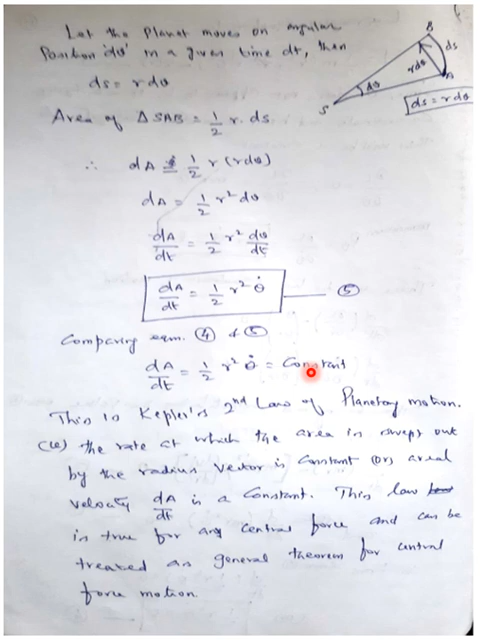 Let the Planet moves on angular
Position 'dθ' in a given time dt, then
ds = r dθ
Area of Δ SAB = 1/2 r. ds.
∴ dA = 1/2 r (r dθ)
dA = 1/2 r² dθ
dA/dt = 1/2 r² dθ/dt
dA/dt = 1/2 r² θ̇ —— ⑤
Comparing eqn. ④ & ⑤
dA/dt = 1/2 r² θ̇ = Constant
This is Kepler's 2nd Law of Planetary motion.
(ie) the rate at which the area is swept out
by the radius vector is constant (or) areal
velocity dA/dt is a constant. This law
is true for any central force and can be
treated as general theorem for central
force motion.
B
ds
r dθ
A
dθ
S
ds = r dθ